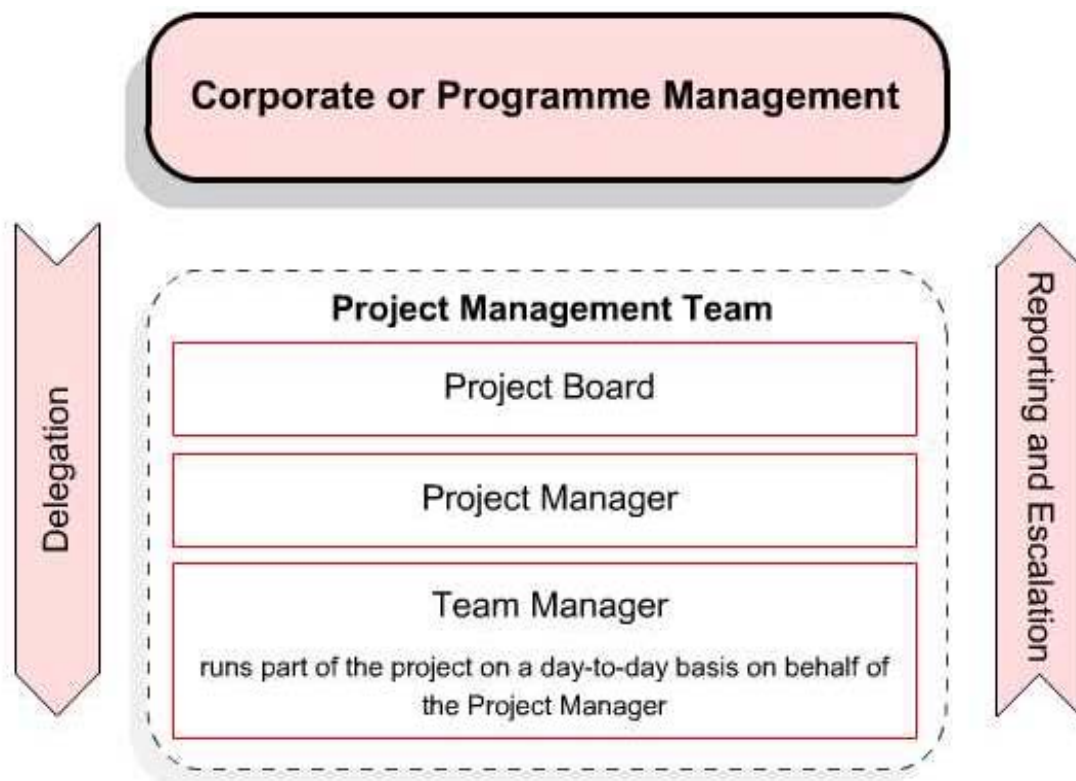 Corporate or Programme Management
Delegation
Project Management Team
Project Board
Project Manager
Team Manager
runs part of the project on a day-to-day basis on behalf of
the Project Manager
Reporting and Escalation